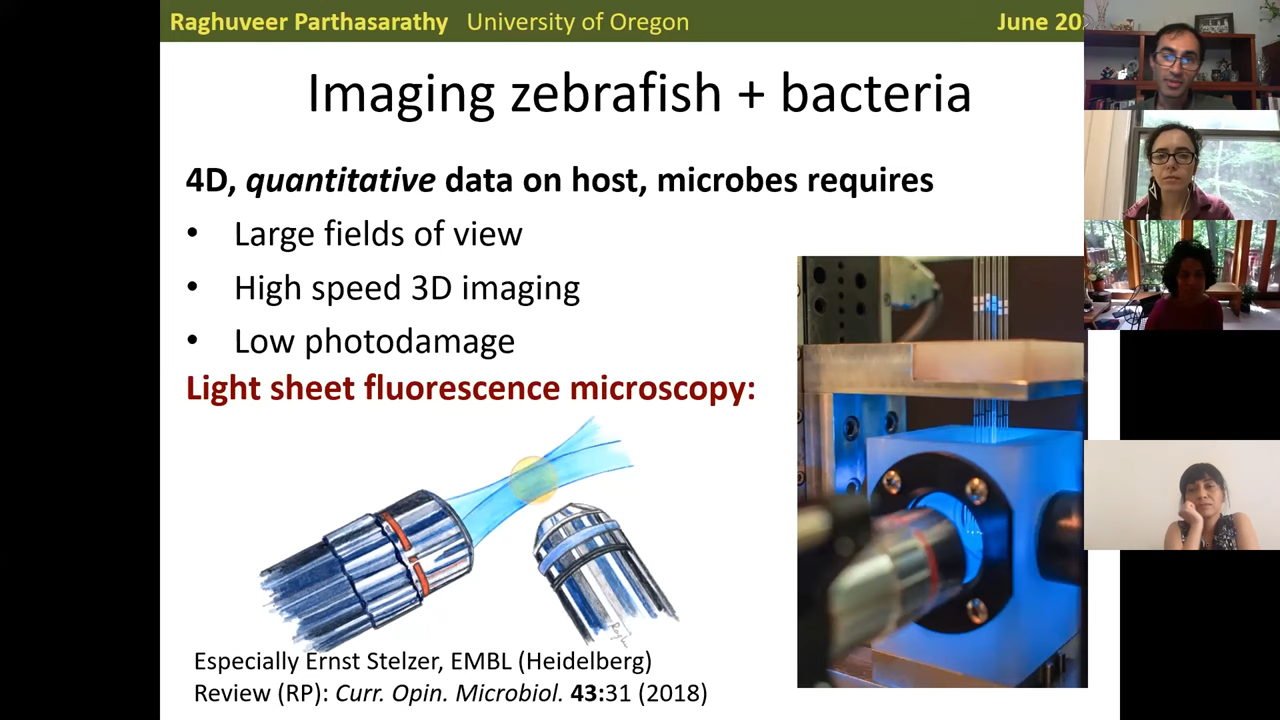 Raghuveer Parthasarathy University of Oregon June 20
Imaging zebrafish + bacteria
4D, quantitative data on host, microbes requires
• Large fields of view
• High speed 3D imaging
• Low photodamage
Light sheet fluorescence microscopy:
Especially Ernst Stelzer, EMBL (Heidelberg)
Review (RP): Curr. Opin. Microbiol. 43:31 (2018)